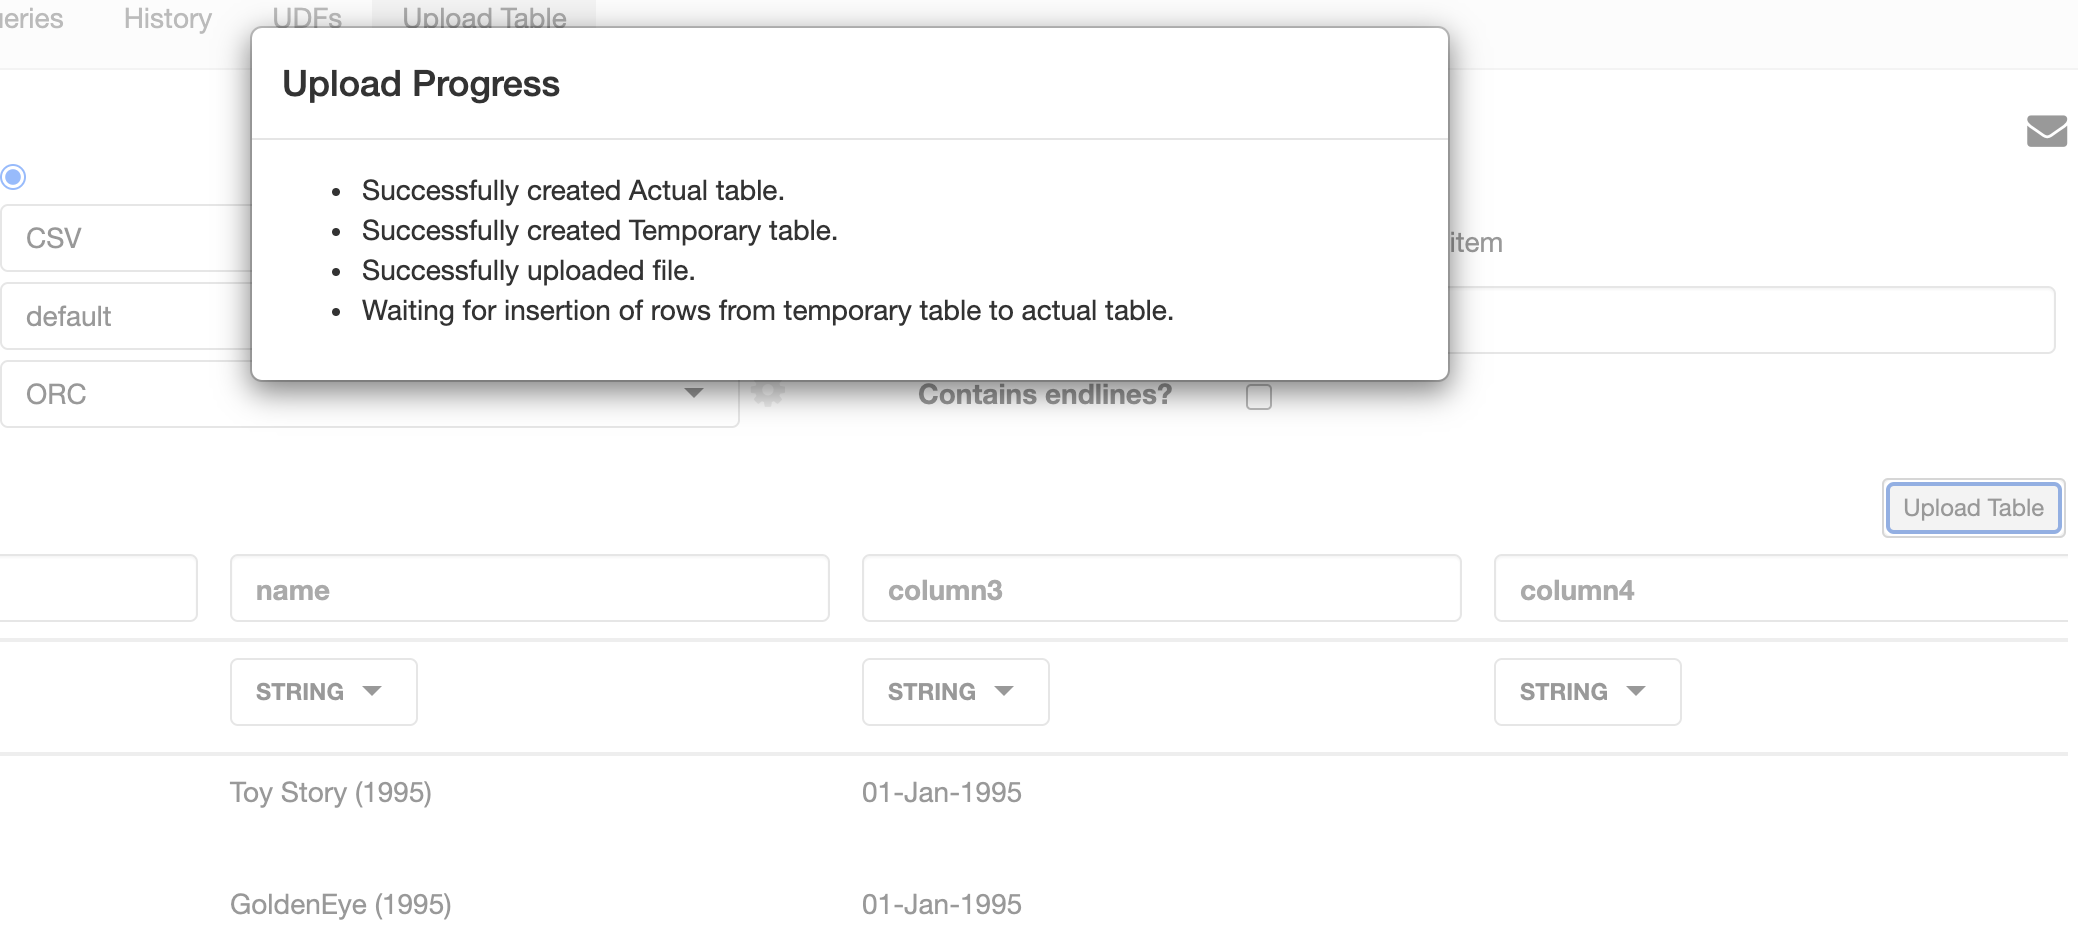 History
UDFs
Upload Table
Upload Progress
Successfully created Actual table.
Successfully created Temporary table.
Successfully uploaded file.
Waiting for insertion of rows from temporary table to actual table.
CSV
item
default
ORC
Contains endlines?
Upload Table
name
column3
column4
STRING
STRING
STRING
Toy Story (1995)
01-Jan-1995
GoldenEye (1995)
01-Jan-1995